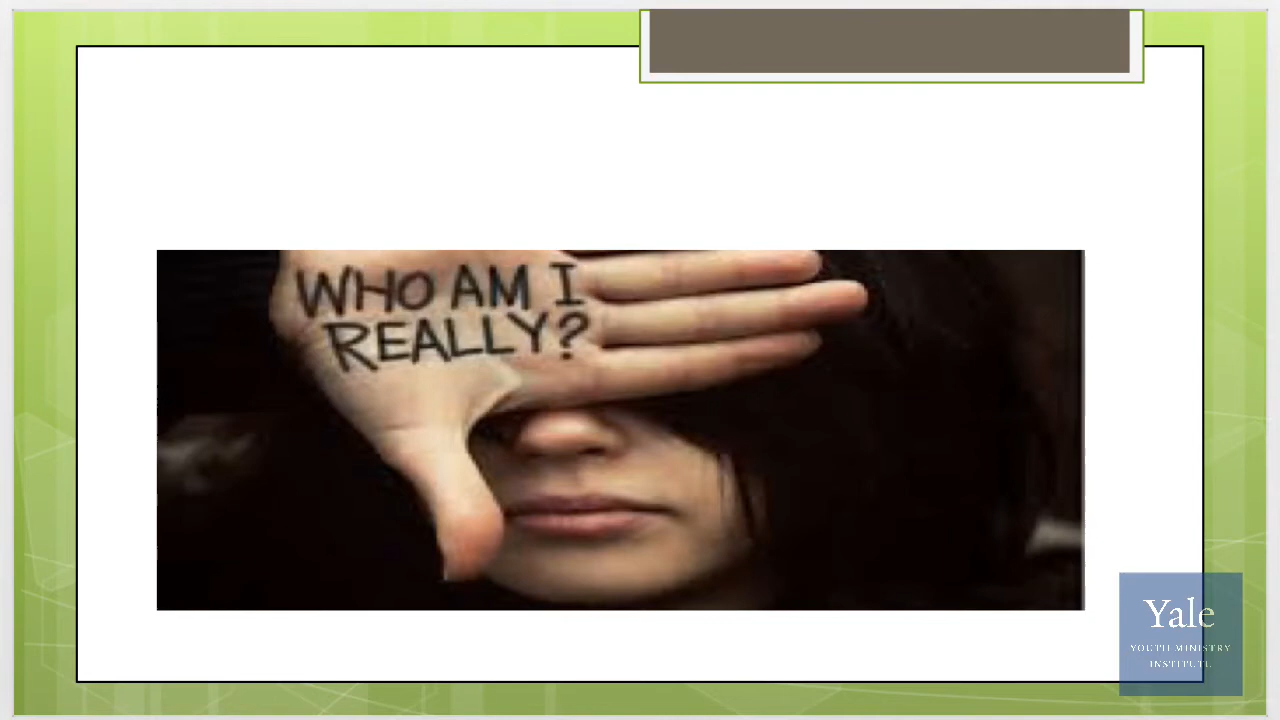 WHO AM I
REALLY?
Yale
YOUTH MINISTRY
INSTITUTE